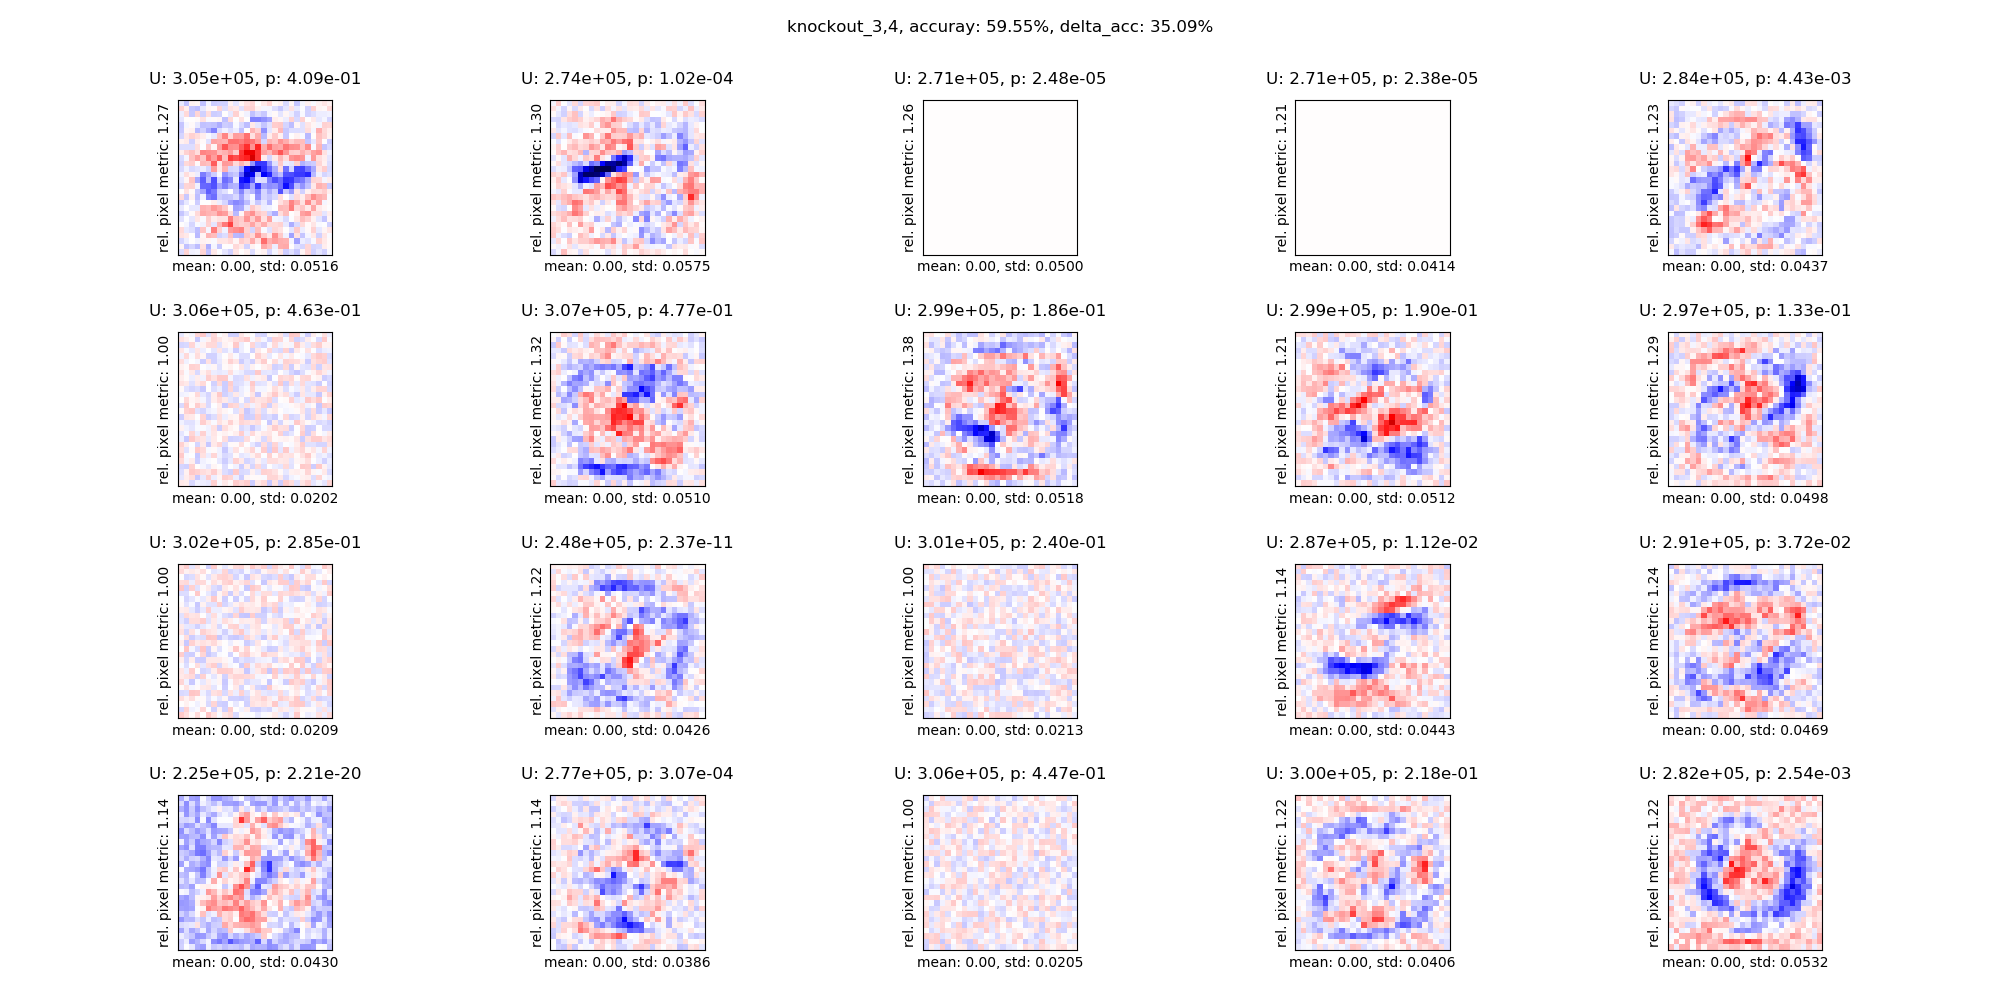 knockout_3,4, accuray: 59.55%, delta_acc: 35.09%
U: 3.05e+05, p: 4.09e-01
rel. pixel metric: 1.27
mean: 0.00, std: 0.0516
U: 2.74e+05, p: 1.02e-04
rel. pixel metric: 1.30
mean: 0.00, std: 0.0575
U: 2.71e+05, p: 2.48e-05
rel. pixel metric: 1.26
mean: 0.00, std: 0.0500
U: 2.71e+05, p: 2.38e-05
rel. pixel metric: 1.21
mean: 0.00, std: 0.0414
U: 2.84e+05, p: 4.43e-03
rel. pixel metric: 1.23
mean: 0.00, std: 0.0437
U: 3.06e+05, p: 4.63e-01
rel. pixel metric: 1.00
mean: 0.00, std: 0.0202
U: 3.07e+05, p: 4.77e-01
rel. pixel metric: 1.32
mean: 0.00, std: 0.0510
U: 2.99e+05, p: 1.86e-01
rel. pixel metric: 1.38
mean: 0.00, std: 0.0518
U: 2.99e+05, p: 1.90e-01
rel. pixel metric: 1.21
mean: 0.00, std: 0.0512
U: 2.97e+05, p: 1.33e-01
rel. pixel metric: 1.29
mean: 0.00, std: 0.0498
U: 3.02e+05, p: 2.85e-01
rel. pixel metric: 1.00
mean: 0.00, std: 0.0209
U: 2.48e+05, p: 2.37e-11
rel. pixel metric: 1.22
mean: 0.00, std: 0.0426
U: 3.01e+05, p: 2.40e-01
rel. pixel metric: 1.00
mean: 0.00, std: 0.0213
U: 2.87e+05, p: 1.12e-02
rel. pixel metric: 1.14
mean: 0.00, std: 0.0443
U: 2.91e+05, p: 3.72e-02
rel. pixel metric: 1.24
mean: 0.00, std: 0.0469
U: 2.25e+05, p: 2.21e-20
rel. pixel metric: 1.14
mean: 0.00, std: 0.0430
U: 2.77e+05, p: 3.07e-04
rel. pixel metric: 1.14
mean: 0.00, std: 0.0386
U: 3.06e+05, p: 4.47e-01
rel. pixel metric: 1.00
mean: 0.00, std: 0.0205
U: 3.00e+05, p: 2.18e-01
rel. pixel metric: 1.22
mean: 0.00, std: 0.0406
U: 2.82e+05, p: 2.54e-03
rel. pixel metric: 1.22
mean: 0.00, std: 0.0532